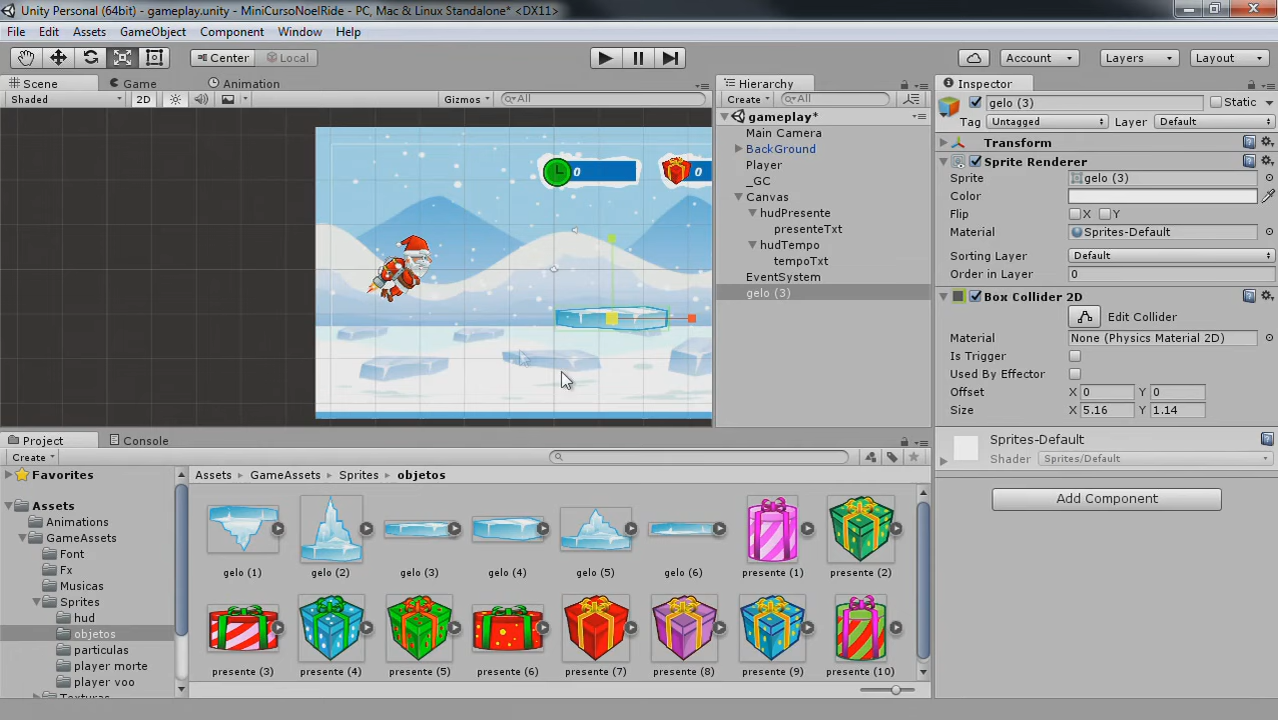 Unity Personal (64bit) - gameplay.unity - MiniCursoNoelRide - PC, Mac & Linux Standalone* <DX11>
File Edit Assets GameObject Component Window Help
Center Local Account Layers Layout
Scene Game Animation
Shaded 2D Gizmos All
0 0
Hierarchy
Create All
gameplay*
Main Camera
BackGround
Player
_GC
Canvas
hudPresente
presenteTxt
hudTempo
tempoTxt
EventSystem
gelo (3)
Inspector
gelo (3) Static
Tag Untagged Layer Default
Transform
Sprite Renderer
Sprite gelo (3)
Color
Flip X Y
Material Sprites-Default
Sorting Layer Default
Order in Layer 0
Box Collider 2D
Edit Collider
Material None (Physics Material 2D)
Is Trigger
Used By Effector
Offset X 0 Y 0
Size X 5.16 Y 1.14
Sprites-Default
Shader Sprites/Default
Add Component
Project Console
Create
Favorites
Assets
Animations
GameAssets
Font
Fx
Musicas
Sprites
hud
objetos
particulas
player morte
player voo
Texturas
Assets GameAssets Sprites objetos
gelo (1) gelo (2) gelo (3) gelo (4) gelo (5) gelo (6) presente (1) presente (2)
presente (3) presente (4) presente (5) presente (6) presente (7) presente (8) presente (9) presente (10)